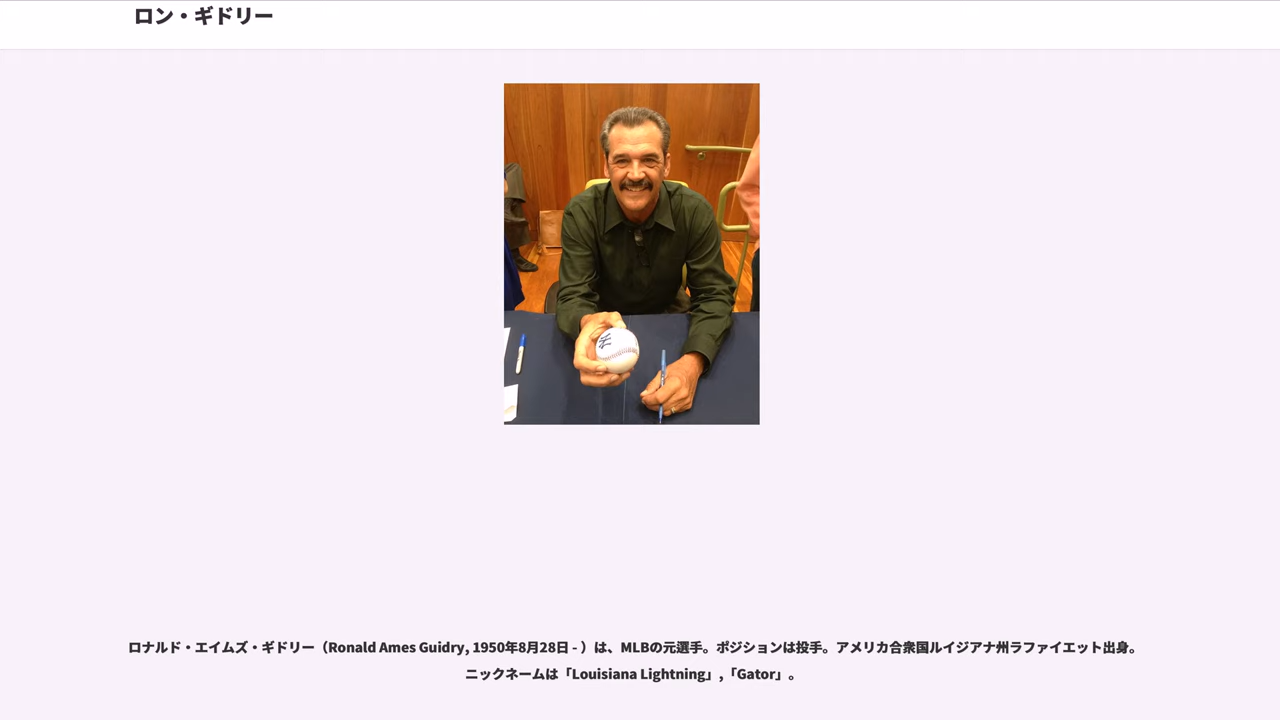 ロン・ギドリー
ロナルド・エイムズ・ギドリー（Ronald Ames Guidry, 1950年8月28日 - ）は、MLBの元選手。ポジションは投手。アメリカ合衆国ルイジアナ州ラファイエット出身。
ニックネームは「Louisiana Lightning」,「Gator」。